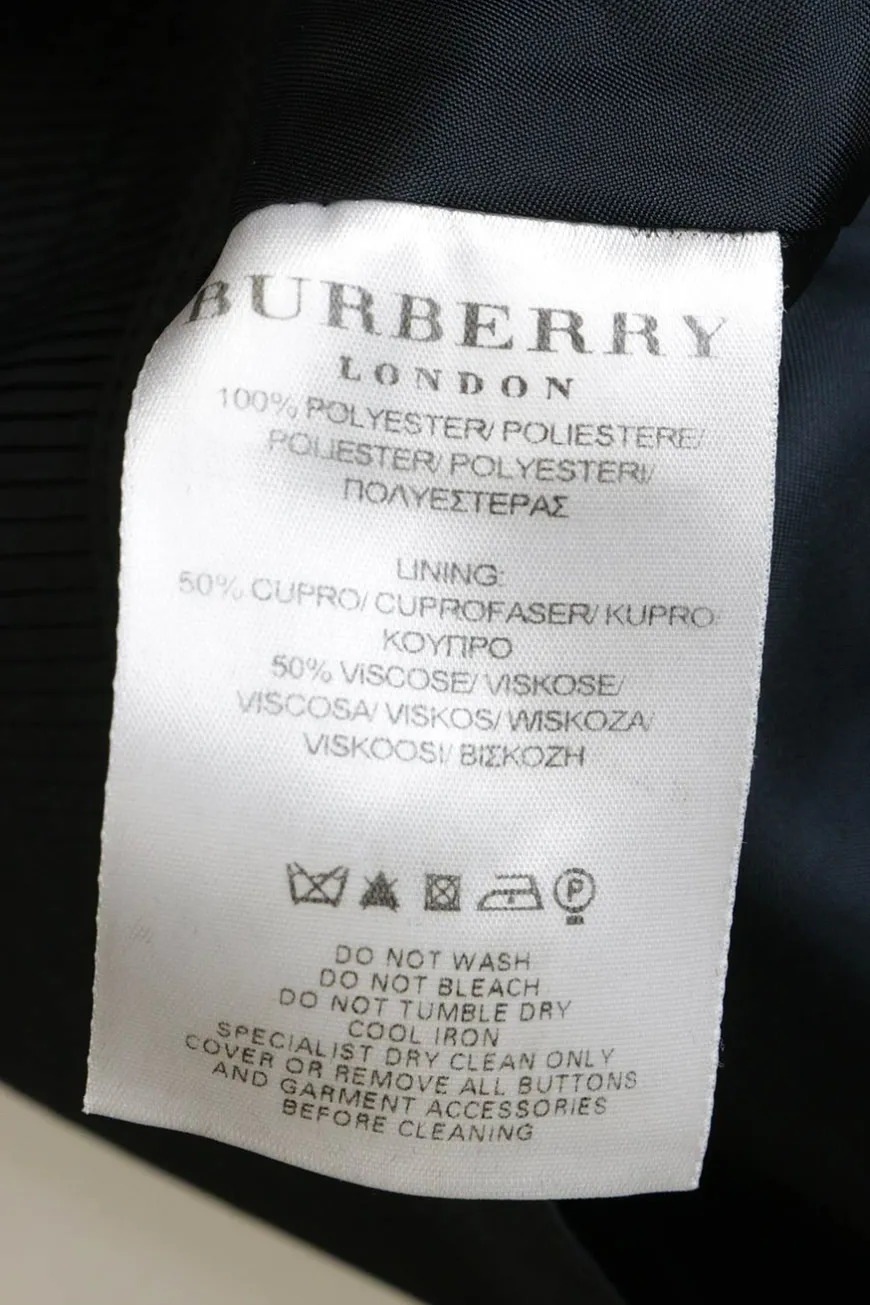 BURBERRY
LONDON
100% POLYESTER/ POLIESTERE/
POLIESTER/ POLYESTERI/
ΠΟΛΥΕΣΤΕΡΑΣ
LINING:
50% CUPRO/ CUPROFASER/ KUPRO
ΚΟΥΠΡΟ
50% VISCOSE/ VISKOSE/
VISCOSA/ VISKOS/ WISKOZA/
VISKOOSI/ ΒΙΣΚΟΖΗ
P
DO NOT WASH
DO NOT BLEACH
DO NOT TUMBLE DRY
COOL IRON
SPECIALIST DRY CLEAN ONLY
COVER OR REMOVE ALL BUTTONS
AND GARMENT ACCESSORIES
BEFORE CLEANING